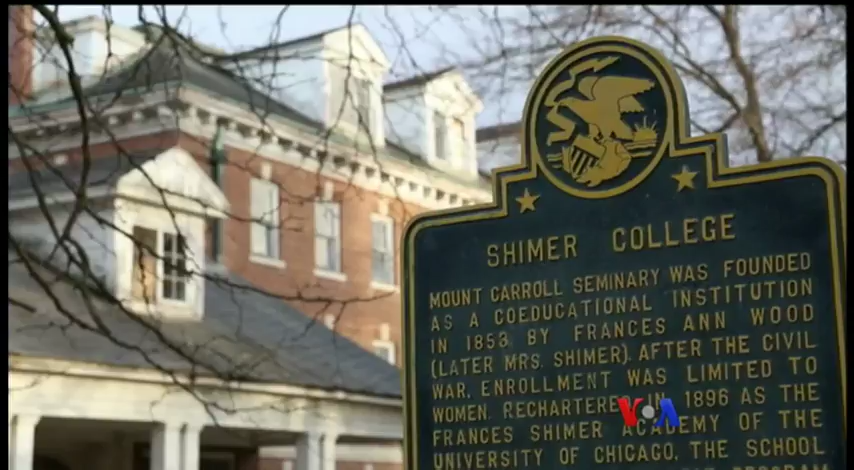 SHIMER COLLEGE
MOUNT CARROLL SEMINARY WAS FOUNDED
AS A COEDUCATIONAL INSTITUTION
IN 1853 BY FRANCES ANN WOOD
(LATER MRS. SHIMER). AFTER THE CIVIL
WAR, ENROLLMENT WAS LIMITED TO
WOMEN. RECHARTERED IN 1896 AS THE
VOA
FRANCES SHIMER ACADEMY OF THE
UNIVERSITY OF CHICAGO, THE SCHOOL